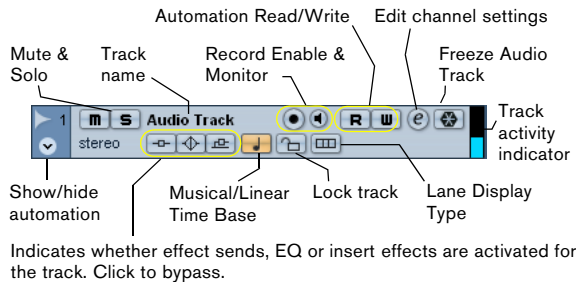 Automation Read/Write
Edit channel settings
Mute &
Solo
Track
name
Record Enable &
Monitor
Freeze Audio
Track
1
m
S
Audio Track
R
W
e
stereo
Track
activity
indicator
Show/hide
automation
Musical/Linear
Time Base
Lock track
Lane Display
Type
Indicates whether effect sends, EQ or insert effects are activated for
the track. Click to bypass.